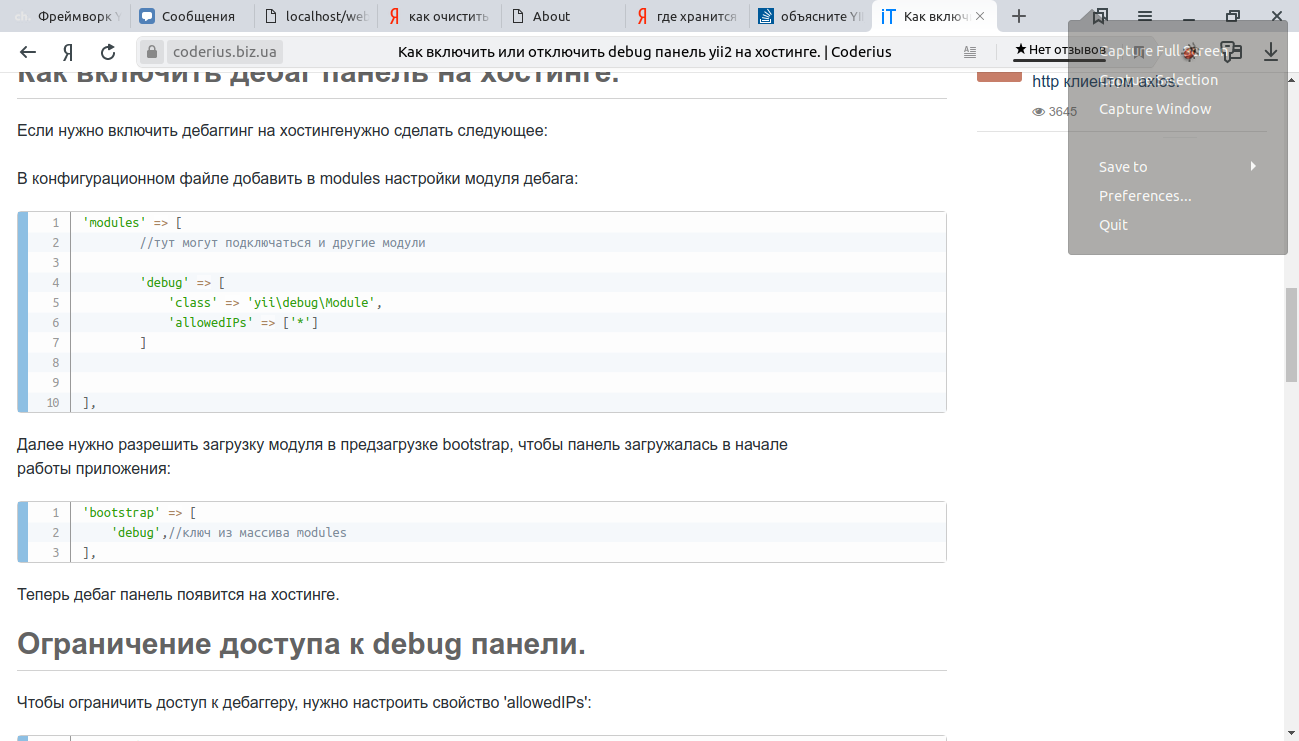 Фреймворк Y
Сообщения
localhost/web
как очистить
About
где хранится
объясните YII
Как включи
coderius.biz.ua
Как включить или отключить debug панель yii2 на хостинге. | Coderius
★ Нет отзывов
Capture Full Screen
Capture Selection
Capture Window
Save to
Preferences...
Quit
http клиентом axios.
3645
Как включить дебаг панель на хостинге.
Если нужно включить дебаггинг на хостингенужно сделать следующее:
В конфигурационном файле добавить в modules настройки модуля дебага:
1 'modules' => [
2 //тут могут подключаться и другие модули
3
4 'debug' => [
5 'class' => 'yii\debug\Module',
6 'allowedIPs' => ['*']
7 ]
8
9
10 ],
Далее нужно разрешить загрузку модуля в предзагрузке bootstrap, чтобы панель загружалась в начале
работы приложения:
1 'bootstrap' => [
2 'debug',//ключ из массива modules
3 ],
Теперь дебаг панель появится на хостинге.
Ограничение доступа к debug панели.
Чтобы ограничить доступ к дебаггеру, нужно настроить свойство 'allowedIPs':